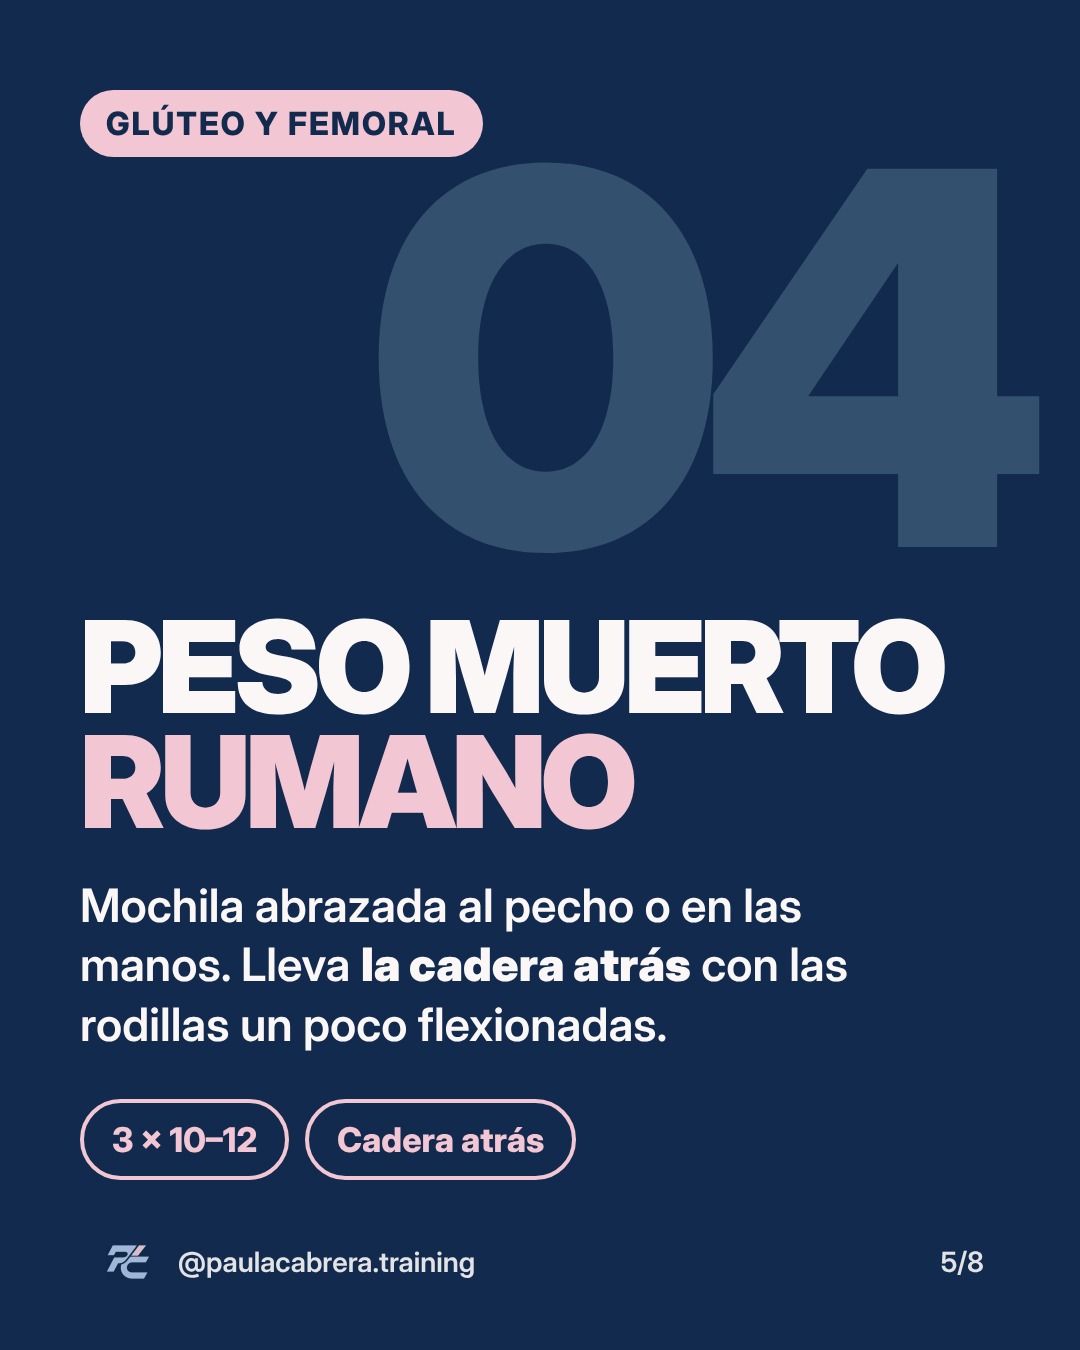 GLÚTEO Y FEMORAL
04
PESO MUERTO
RUMANO
Mochila abrazada al pecho o en las
manos. Lleva la cadera atrás con las
rodillas un poco flexionadas.
3 × 10–12
Cadera atrás
PC
@paulacabrera.training
5/8